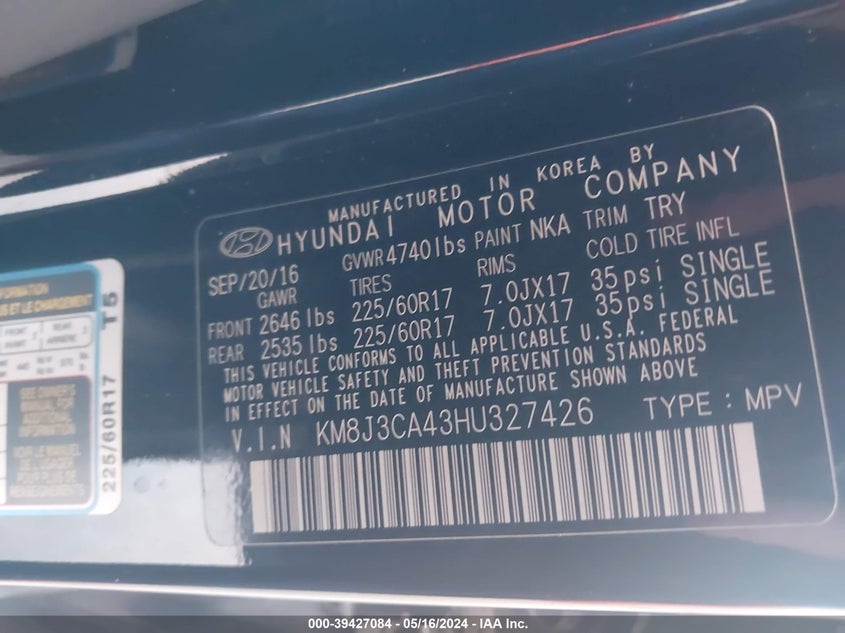 MANUFACTURED IN KOREA BY
HYUNDAI MOTOR COMPANY
SEP/20/16 GVWR 4740 lbs PAINT NKA TRIM TRY
GAWR TIRES RIMS COLD TIRE INFL
FRONT 2646 lbs 225/60R17 7.0JX17 35psi SINGLE
REAR 2535 lbs 225/60R17 7.0JX17 35psi SINGLE
THIS VEHICLE CONFORMS TO ALL APPLICABLE U.S.A. FEDERAL
MOTOR VEHICLE SAFETY AND THEFT PREVENTION STANDARDS
IN EFFECT ON THE DATE OF MANUFACTURE SHOWN ABOVE
V.I.N KM8J3CA43HU327426 TYPE : MPV
225/60R17 T5
000-39427084 - 05/16/2024 - IAA Inc.